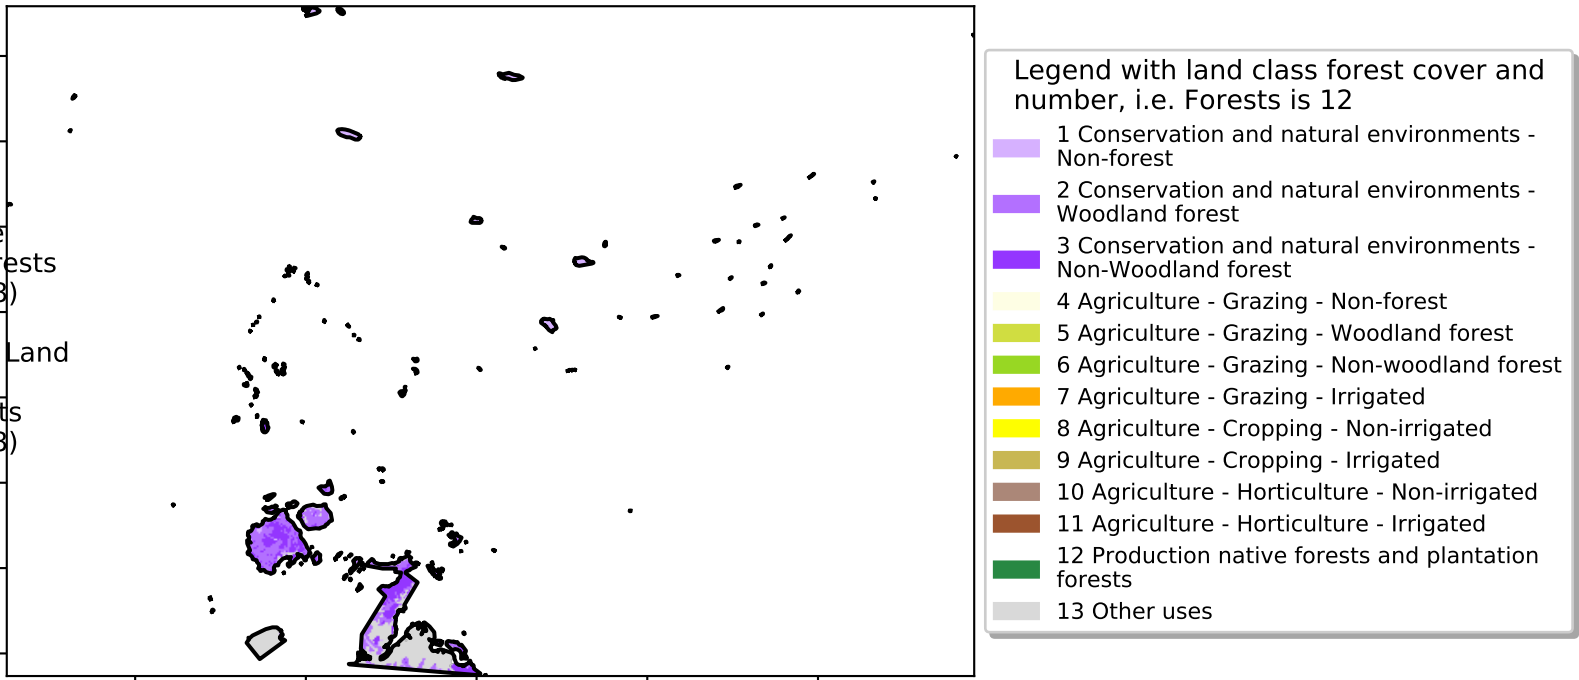 ests
3)
Land
ts
3)
Legend with land class forest cover and
number, i.e. Forests is 12
1 Conservation and natural environments -
Non-forest
2 Conservation and natural environments -
Woodland forest
3 Conservation and natural environments -
Non-Woodland forest
4 Agriculture - Grazing - Non-forest
5 Agriculture - Grazing - Woodland forest
6 Agriculture - Grazing - Non-woodland forest
7 Agriculture - Grazing - Irrigated
8 Agriculture - Cropping - Non-irrigated
9 Agriculture - Cropping - Irrigated
10 Agriculture - Horticulture - Non-irrigated
11 Agriculture - Horticulture - Irrigated
12 Production native forests and plantation
forests
13 Other uses